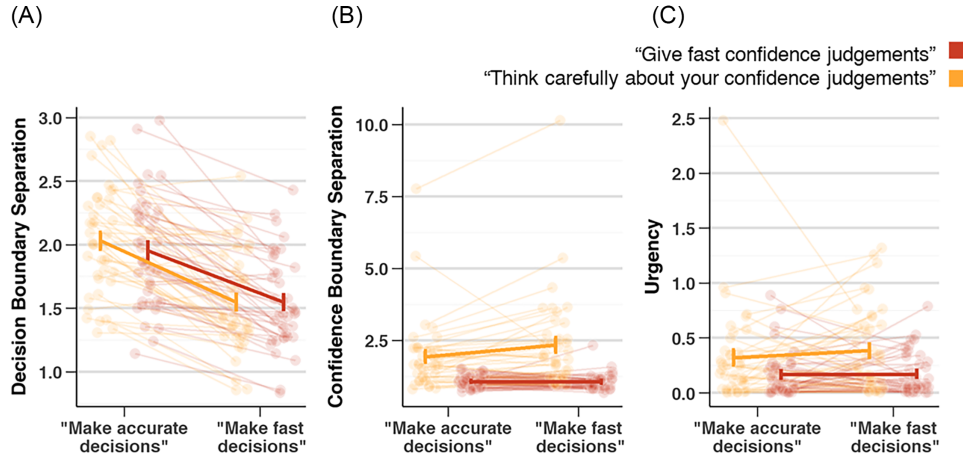 (A)
(B)
(C)
“Give fast confidence judgements”
“Think carefully about your confidence judgements”
Decision Boundary Separation
3.0
2.5
2.0
1.5
1.0
"Make accurate
decisions"
"Make fast
decisions"
Confidence Boundary Separation
10.0
7.5
5.0
2.5
"Make accurate
decisions"
"Make fast
decisions"
Urgency
2.5
2.0
1.5
1.0
0.5
0.0
"Make accurate
decisions"
"Make fast
decisions"